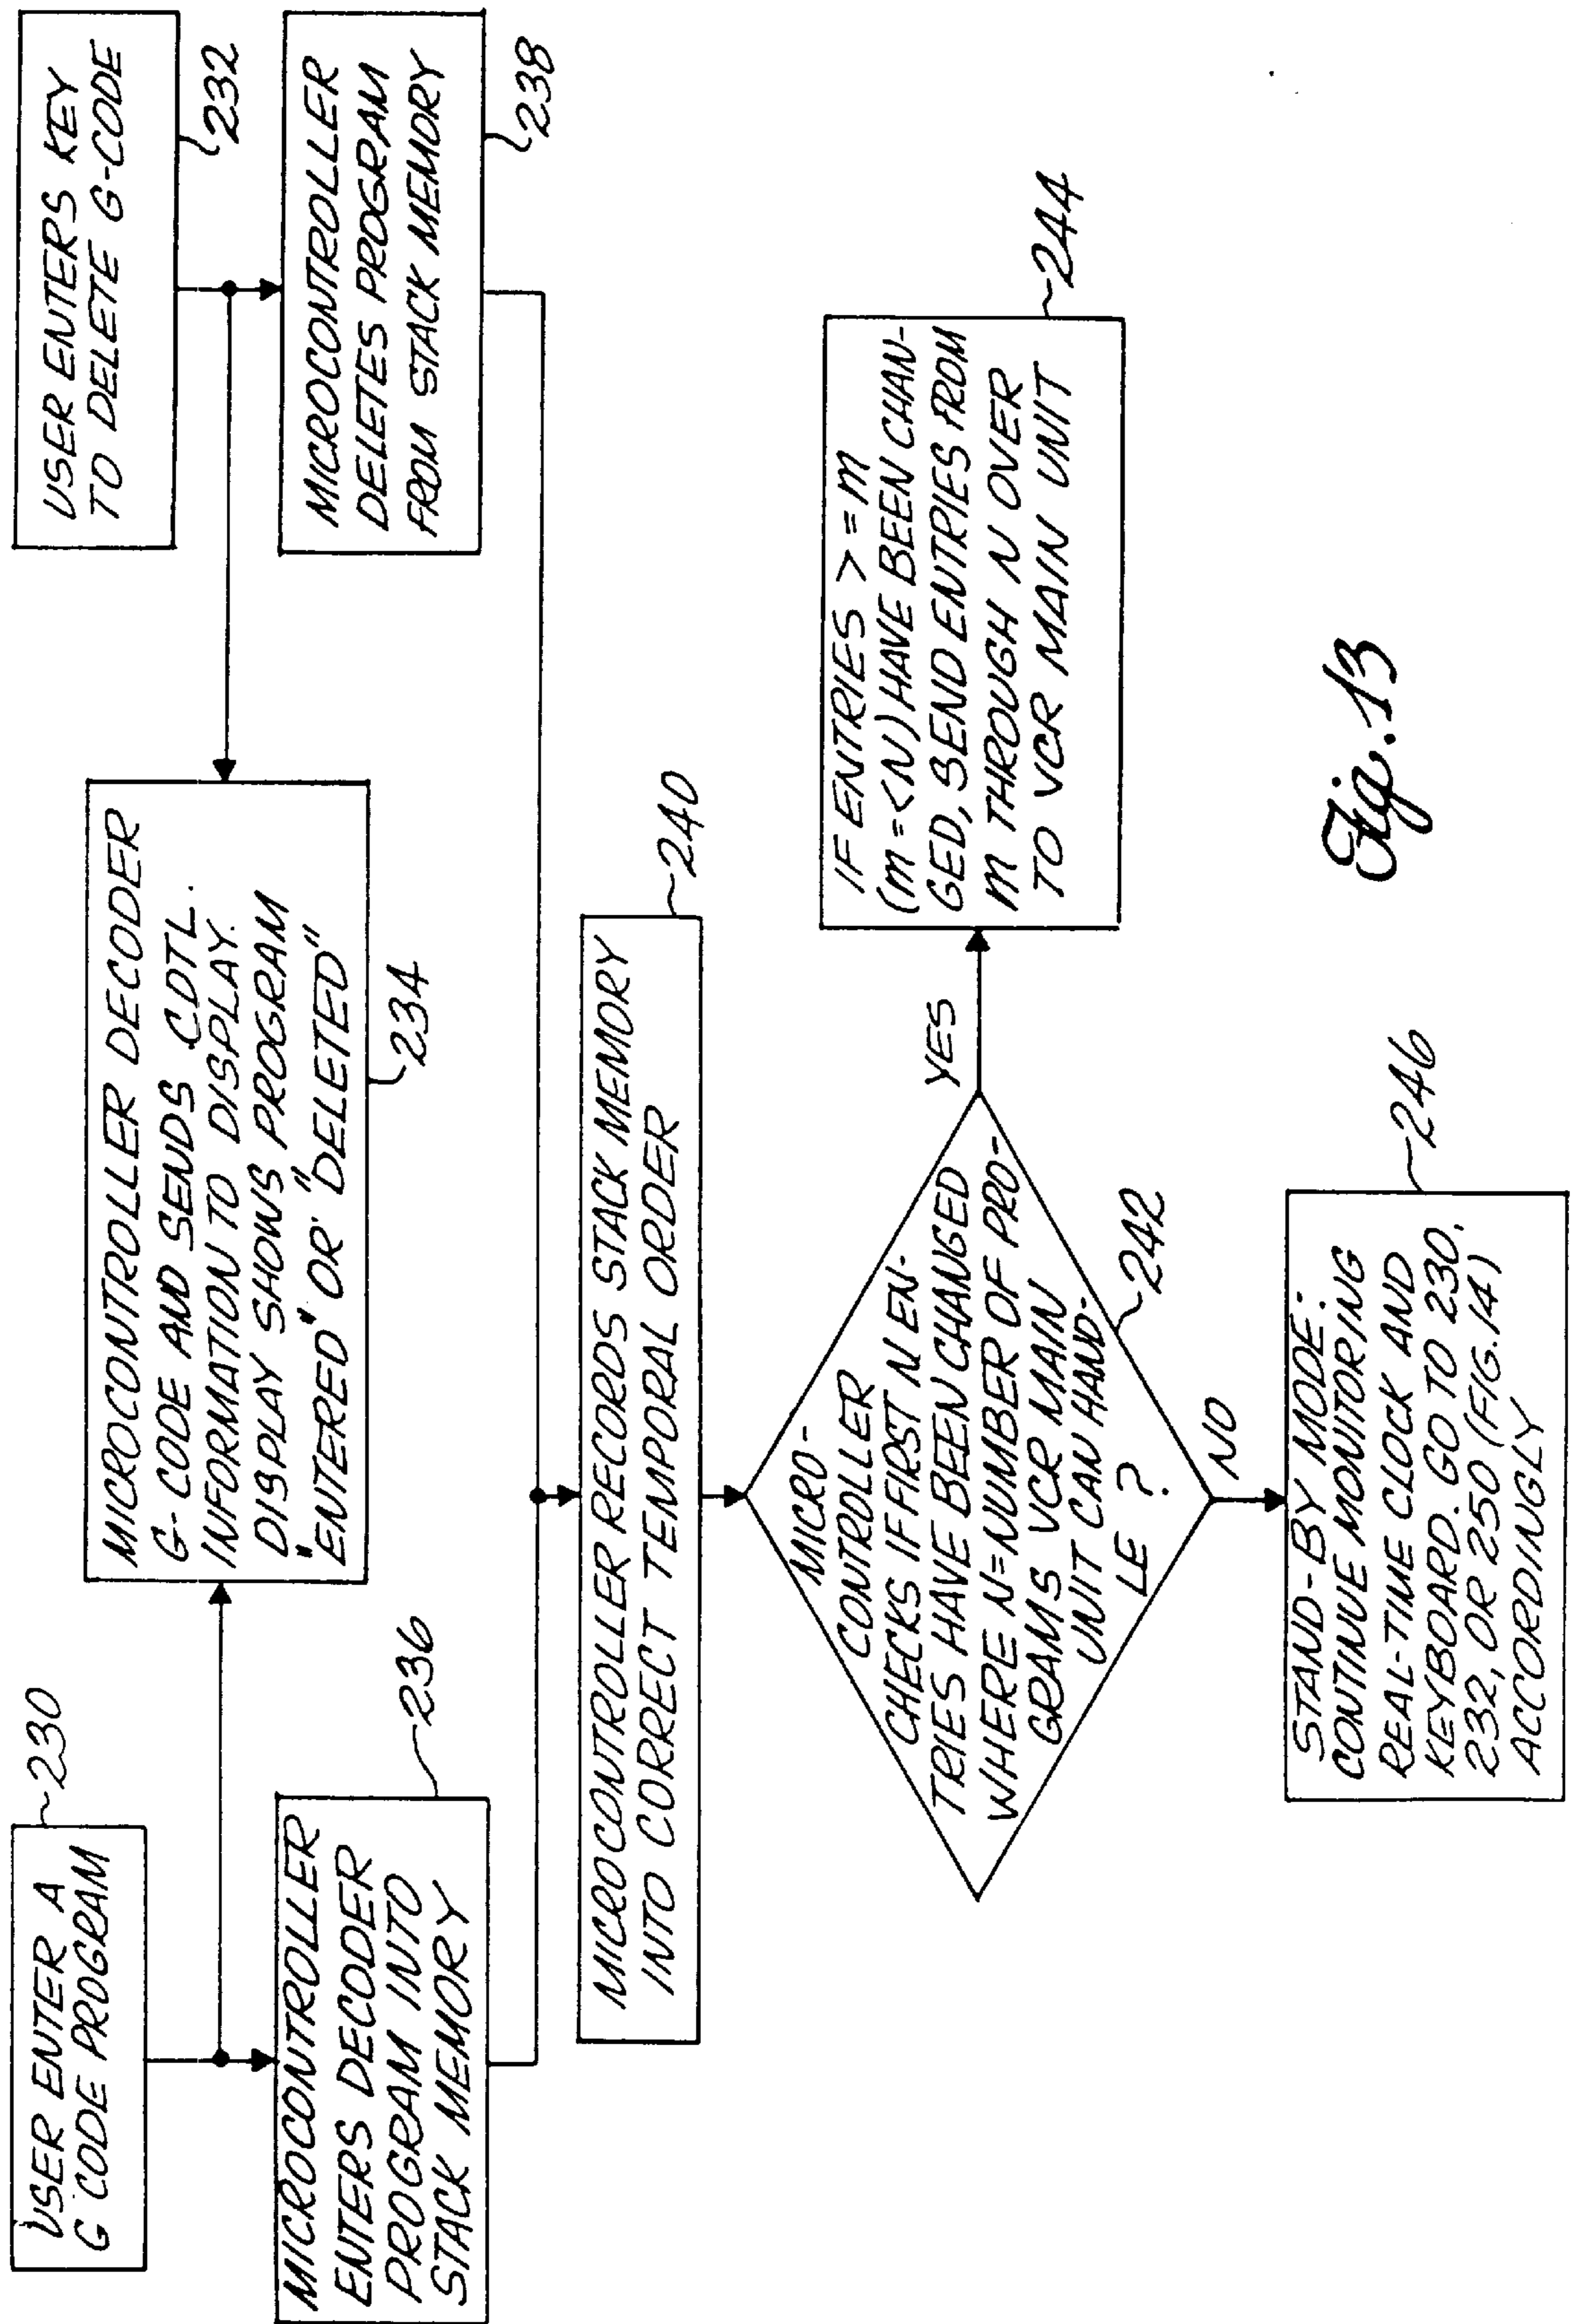 USER ENTER A
G CODE PROGRAM
230
MICROCONTROLLER DECODER
G-CODE AND SENDS CDTL.
INFORMATION TO DISPLAY.
DISPLAY SHOWS PROGRAM
"ENTERED" OR "DELETED"
234
USER ENTERS KEY
TO DELETE G-CODE
232
MICROCONTROLLER
ENTERS DECODER
PROGRAM INTO
STACK MEMORY
236
MICROCONTROLLER
DELETES PROGRAM
FROM STACK MEMORY
238
MICROCONTROLLER RECORDS STACK MEMORY
INTO CORRECT TEMPORAL ORDER
240
MICRO-
CONTROLLER
CHECKS IF FIRST N EN-
TRIES HAVE BEEN CHANGED
WHERE N=NUMBER OF PRO-
GRAMS VCR MAIN
UNIT CAN HAND-
LE ?
242
YES
IF ENTRIES >=M
(M=<N) HAVE BEEN CHAN-
GED, SEND ENTRIES FROM
M THROUGH N OVER
TO VCR MAIN UNIT
244
NO
STAND-BY MODE:
CONTINUE MONITORING
REAL-TIME CLOCK AND
KEYBOARD. GO TO 230,
232, OR 250 (FIG. 14)
ACCORDINGLY
246
Fig. 13